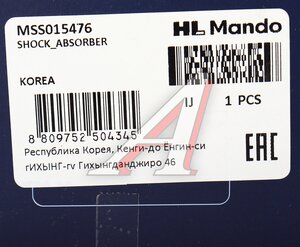 MSS015476
SHOCK_ABSORBER
HL Mando
KOREA
IJ
1 PCS
8 809752 504345
EAC
Республика Корея, Кенги-до Енгин-си
гИХЫНГ-гv Гихынгданджиро 46